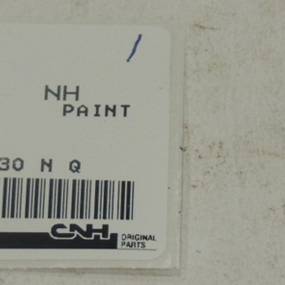 NH
PAINT
30 N Q
CNH ORIGINAL
PARTS